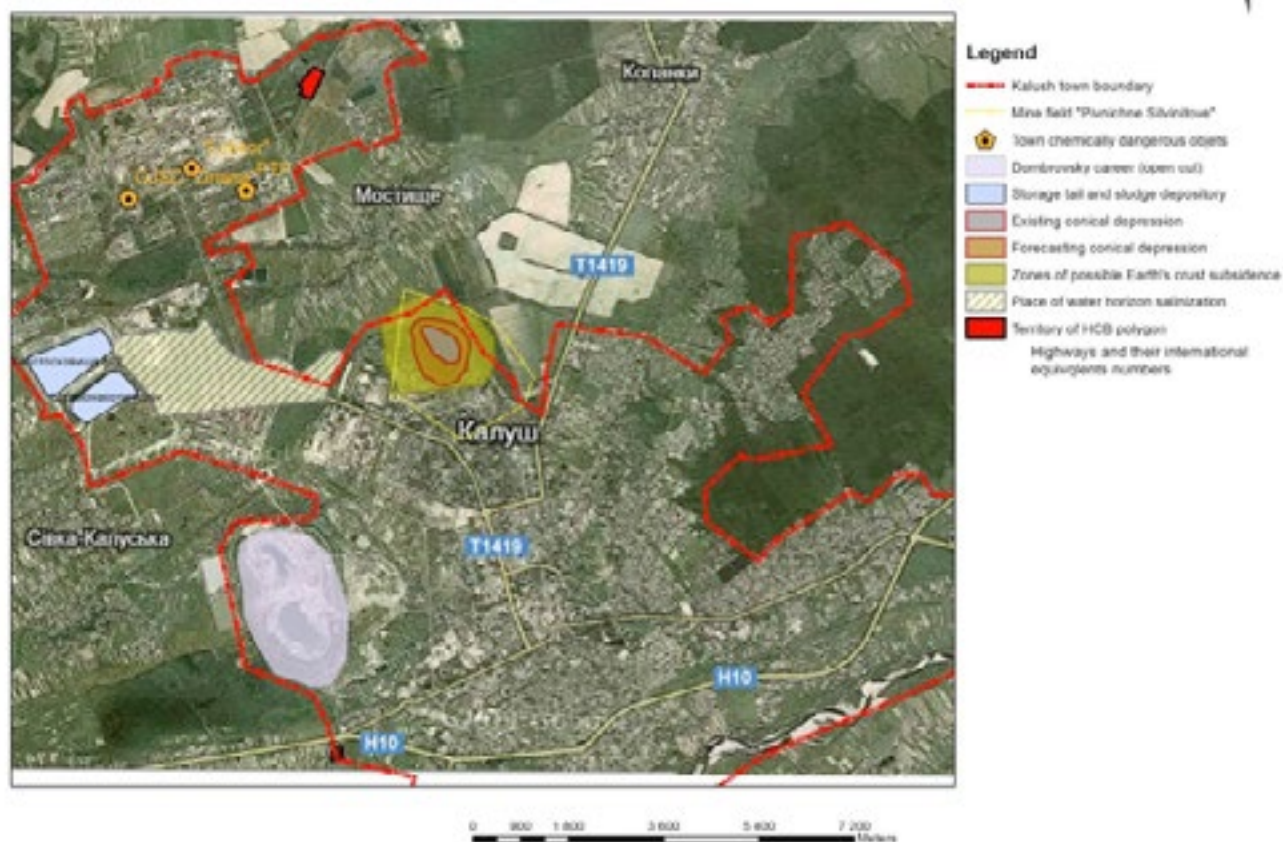 Legend
Kalush town boundary
Mine field "Pivnichne Silvinitove"
Town chemically dangerous objets
Dombrovsky career (open cut)
Storage tail and sludge depository
Existing conical depression
Forecasting conical depression
Zones of possible Earth's crust subsidence
Place of water horizon salinization
Territory of HCB polygon
Highways and their international
equivqlents numbers
Копанки
Мостище
T1419
Калуш
Сівка-Калуська
T1419
H10
H10
0 900 1 800 3 600 5 400 7 200
Meters